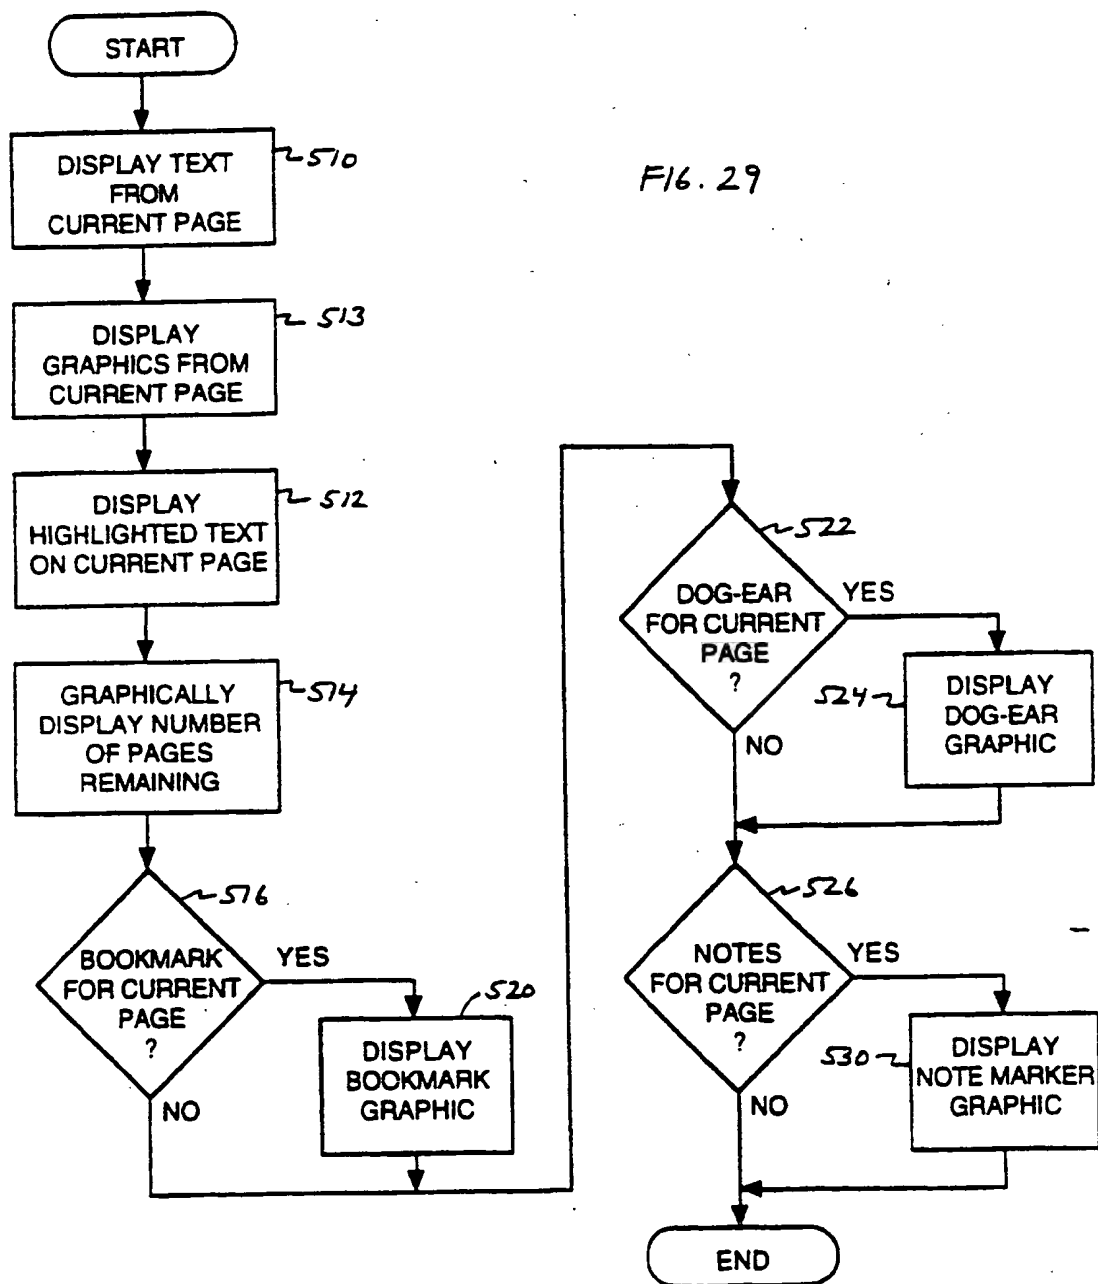 START
DISPLAY TEXT
FROM
CURRENT PAGE
510
FIG. 29
DISPLAY
GRAPHICS FROM
CURRENT PAGE
513
DISPLAY
HIGHLIGHTED TEXT
ON CURRENT PAGE
512
GRAPHICALLY
DISPLAY NUMBER
OF PAGES
REMAINING
514
BOOKMARK
FOR CURRENT
PAGE
?
516
YES
NO
520
DISPLAY
BOOKMARK
GRAPHIC
DOG-EAR
FOR CURRENT
PAGE
?
522
YES
NO
524
DISPLAY
DOG-EAR
GRAPHIC
NOTES
FOR CURRENT
PAGE
?
526
YES
NO
530
DISPLAY
NOTE MARKER
GRAPHIC
END